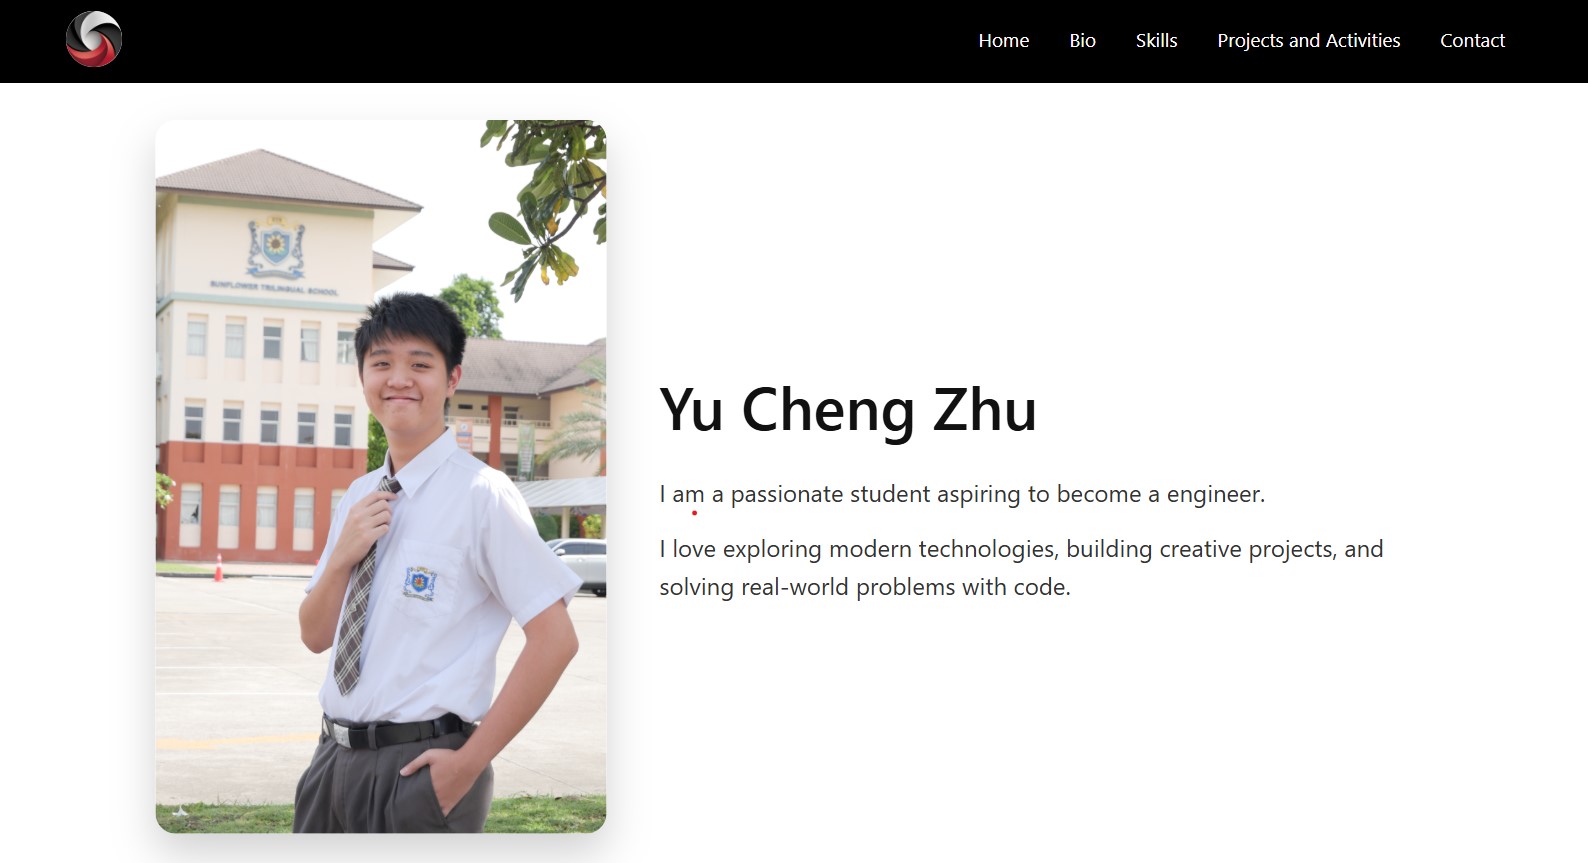 Home Bio Skills Projects and Activities Contact
SUNFLOWER TRILINGUAL SCHOOL
Yu Cheng Zhu
I am a passionate student aspiring to become a engineer.
I love exploring modern technologies, building creative projects, and
solving real-world problems with code.